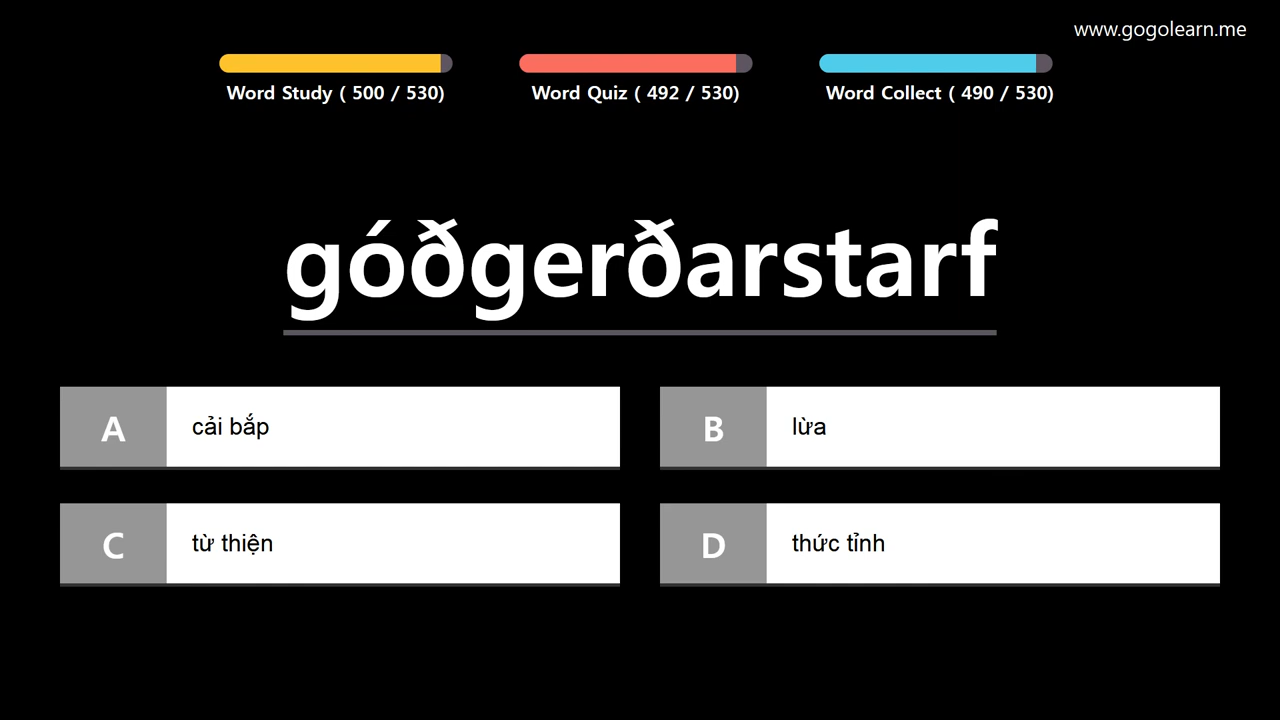 www.gogolearn.me
Word Study ( 500 / 530)
Word Quiz ( 492 / 530)
Word Collect ( 490 / 530)
góðgerðarstarf
A
cải bắp
B
lừa
C
từ thiện
D
thức tỉnh